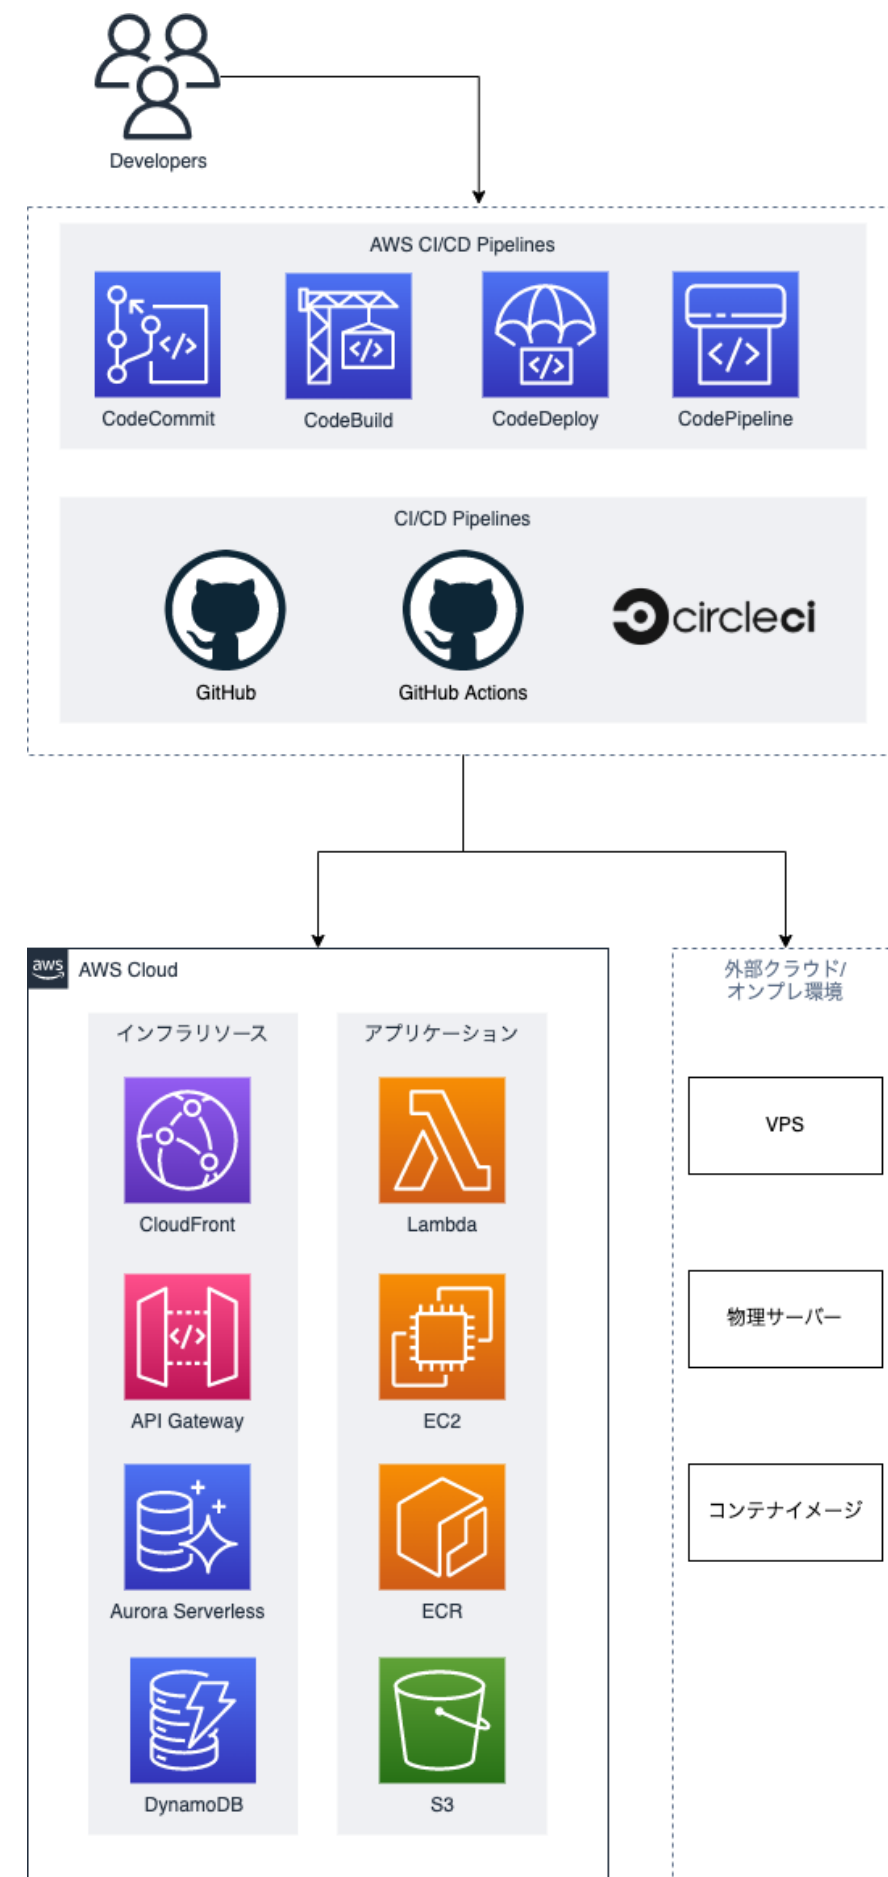 Developers
AWS CI/CD Pipelines
CodeCommit
CodeBuild
CodeDeploy
CodePipeline
CI/CD Pipelines
GitHub
GitHub Actions
circleci
aws
AWS Cloud
インフラリソース
CloudFront
API Gateway
Aurora Serverless
DynamoDB
アプリケーション
Lambda
EC2
ECR
S3
外部クラウド/
オンプレ環境
VPS
物理サーバー
コンテナイメージ